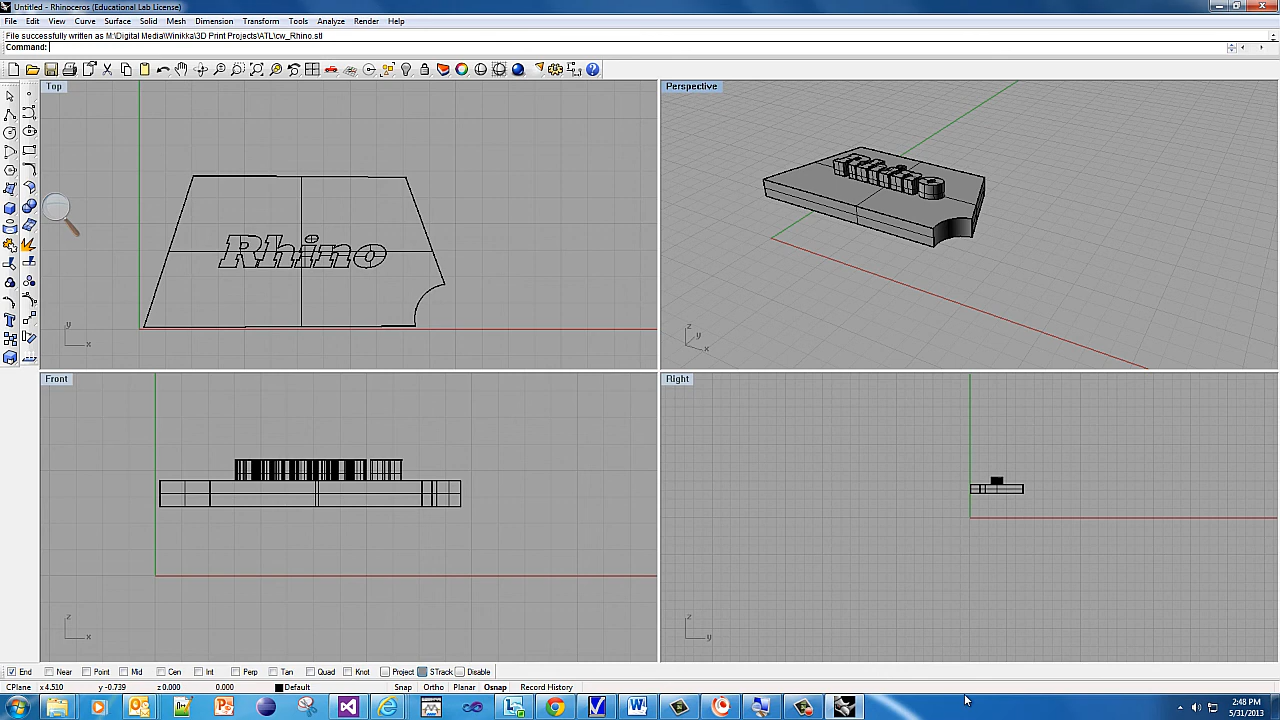 Untitled - Rhinoceros (Educational Lab License)
File Edit View Curve Surface Solid Mesh Dimension Transform Tools Analyze Render Help
File successfully written as M:\Digital Media\Winikka\3D Print Projects\ATL\cw_Rhino.stl
Command:
Top
Perspective
Rhino
Rhino
y
x
z
y
x
Front
Right
z
x
z
y
End Near Point Mid Cen Int Perp Tan Quad Knot Project STrack Disable
CPlane x 4.510 y -0.739 z 0.000 0.000 Default Snap Ortho Planar Osnap Record History
2:48 PM
5/31/2013